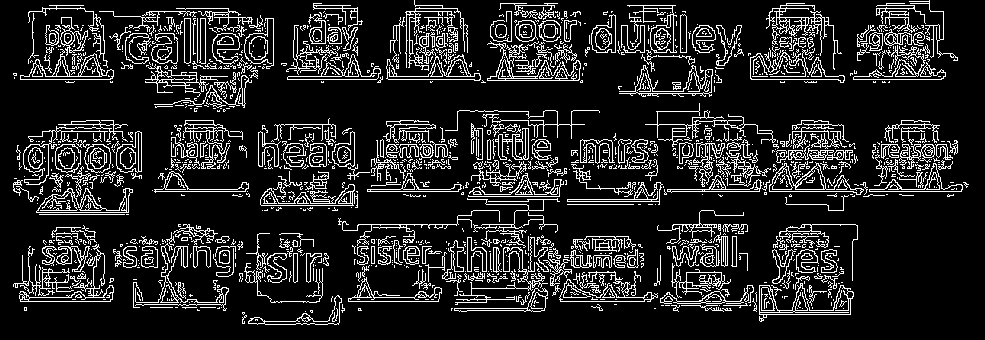 boy called day did door dudley eyes gone
good harry head lemon little mrs privet professor reason
say saying sir sister think turned wall yes